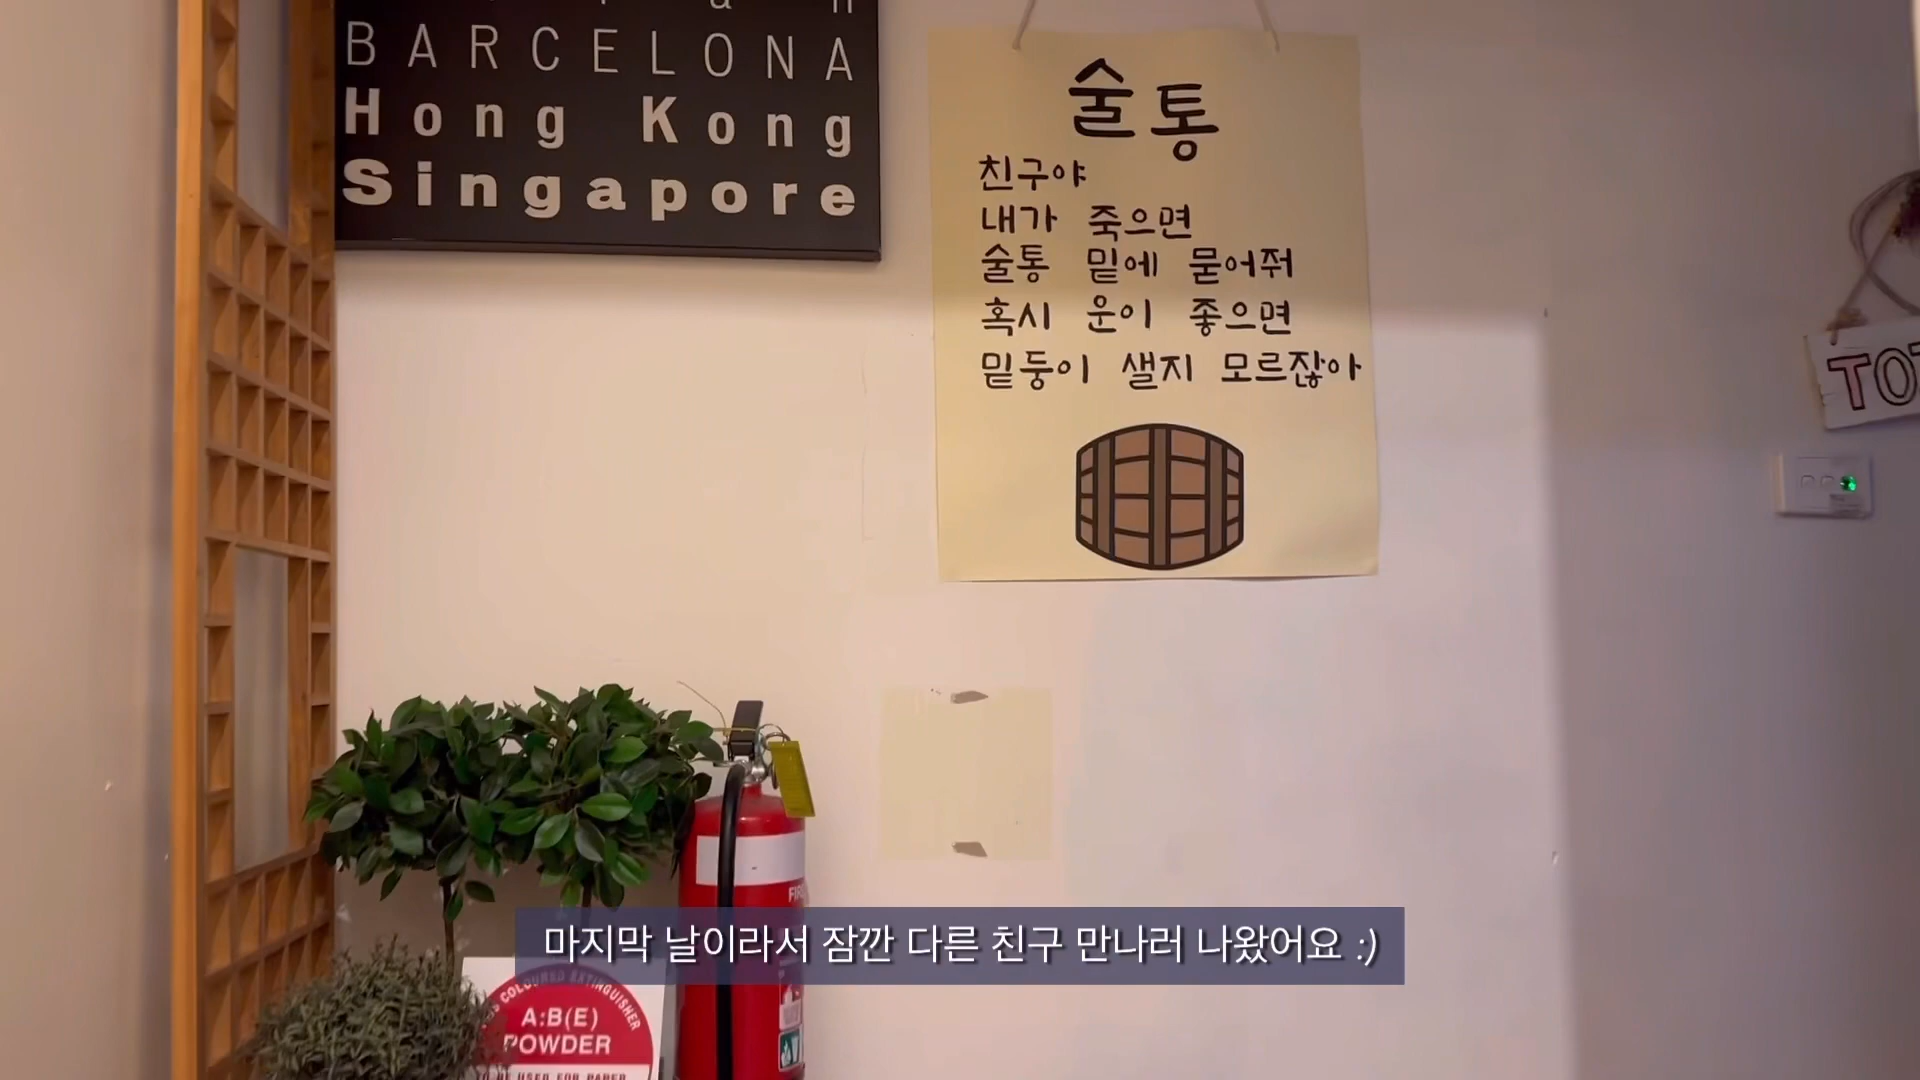 BARCELONA
Hong Kong
Singapore
술통
친구야
내가 죽으면
술통 밑에 묻어줘
혹시 운이 좋으면
밑둥이 샐지 모르잖아
마지막 날이라서 잠깐 다른 친구 만나러 나왔어요 :)
COLOURED EXTINGUISHER
A:B(E)
POWDER